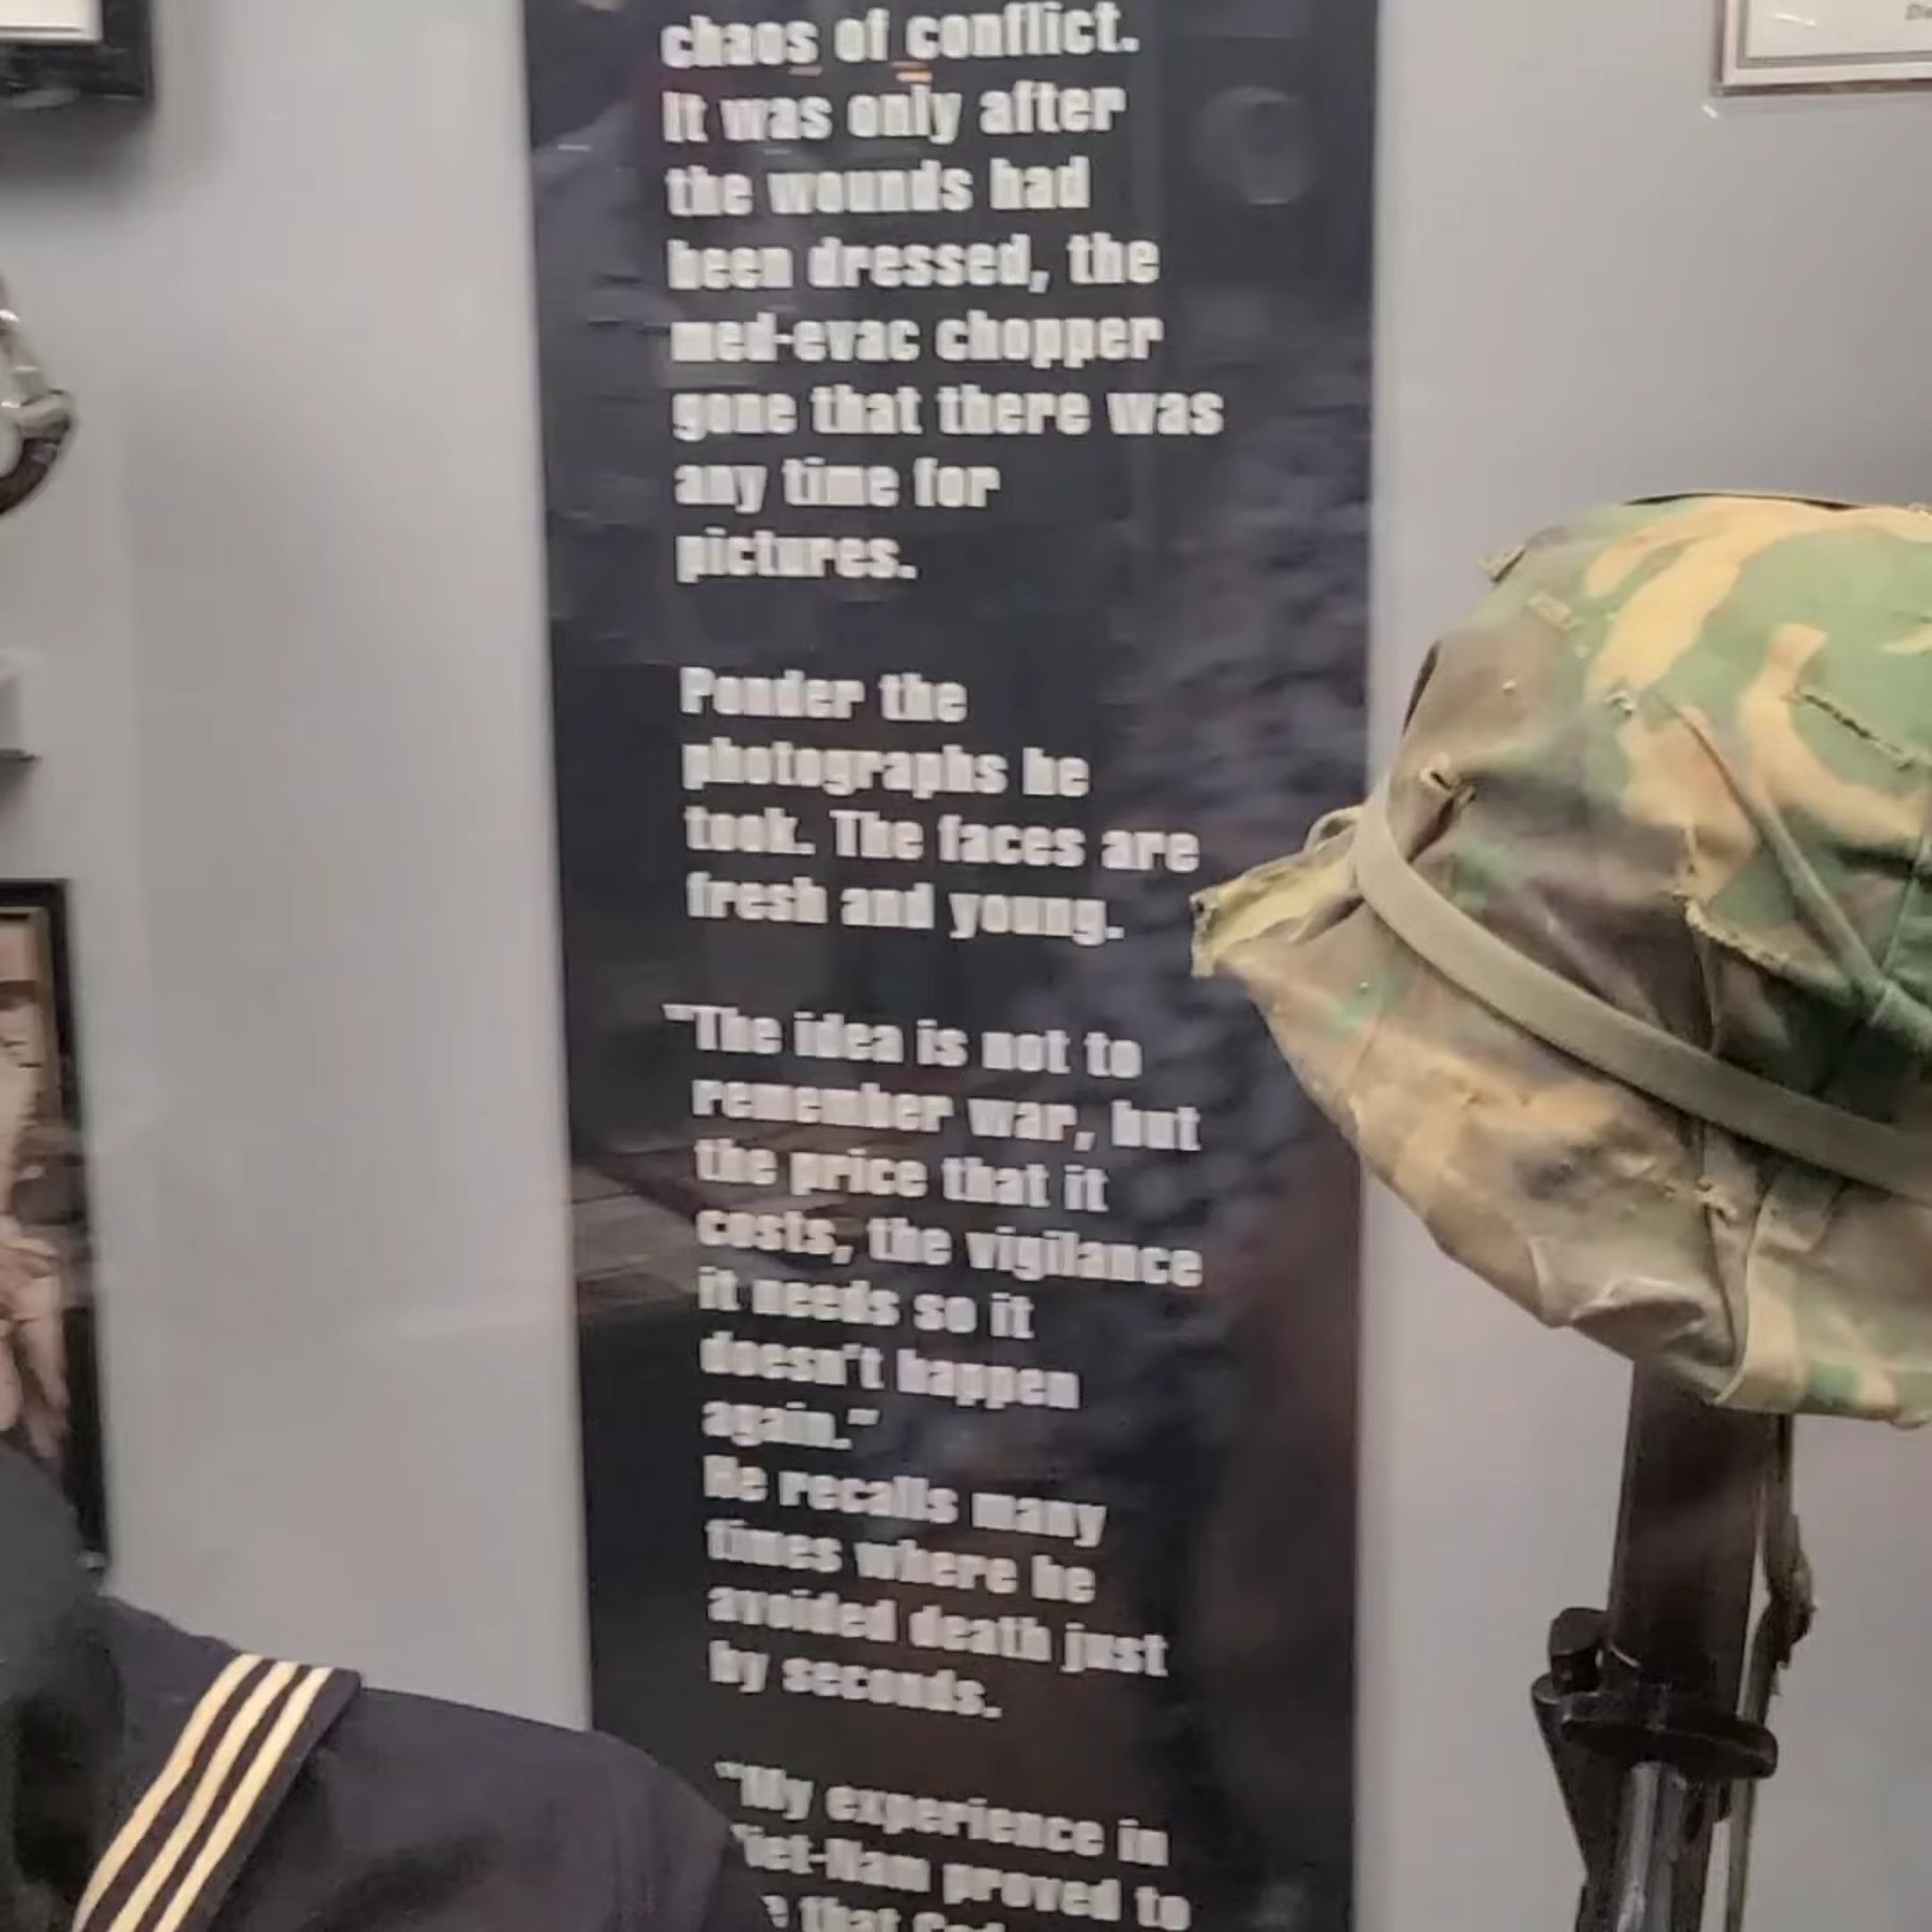 chaos of conflict.
It was only after
the wounds had
been dressed, the
med-evac chopper
gone that there was
any time for
pictures.
Ponder the
photographs he
took. The faces are
fresh and young.
"The idea is not to
remember war, but
the price that it
costs, the vigilance
it needs so it
doesn't happen
again."
He recalls many
times where he
avoided death just
by seconds.
"My experience in
Viet-Nam proved to
that God